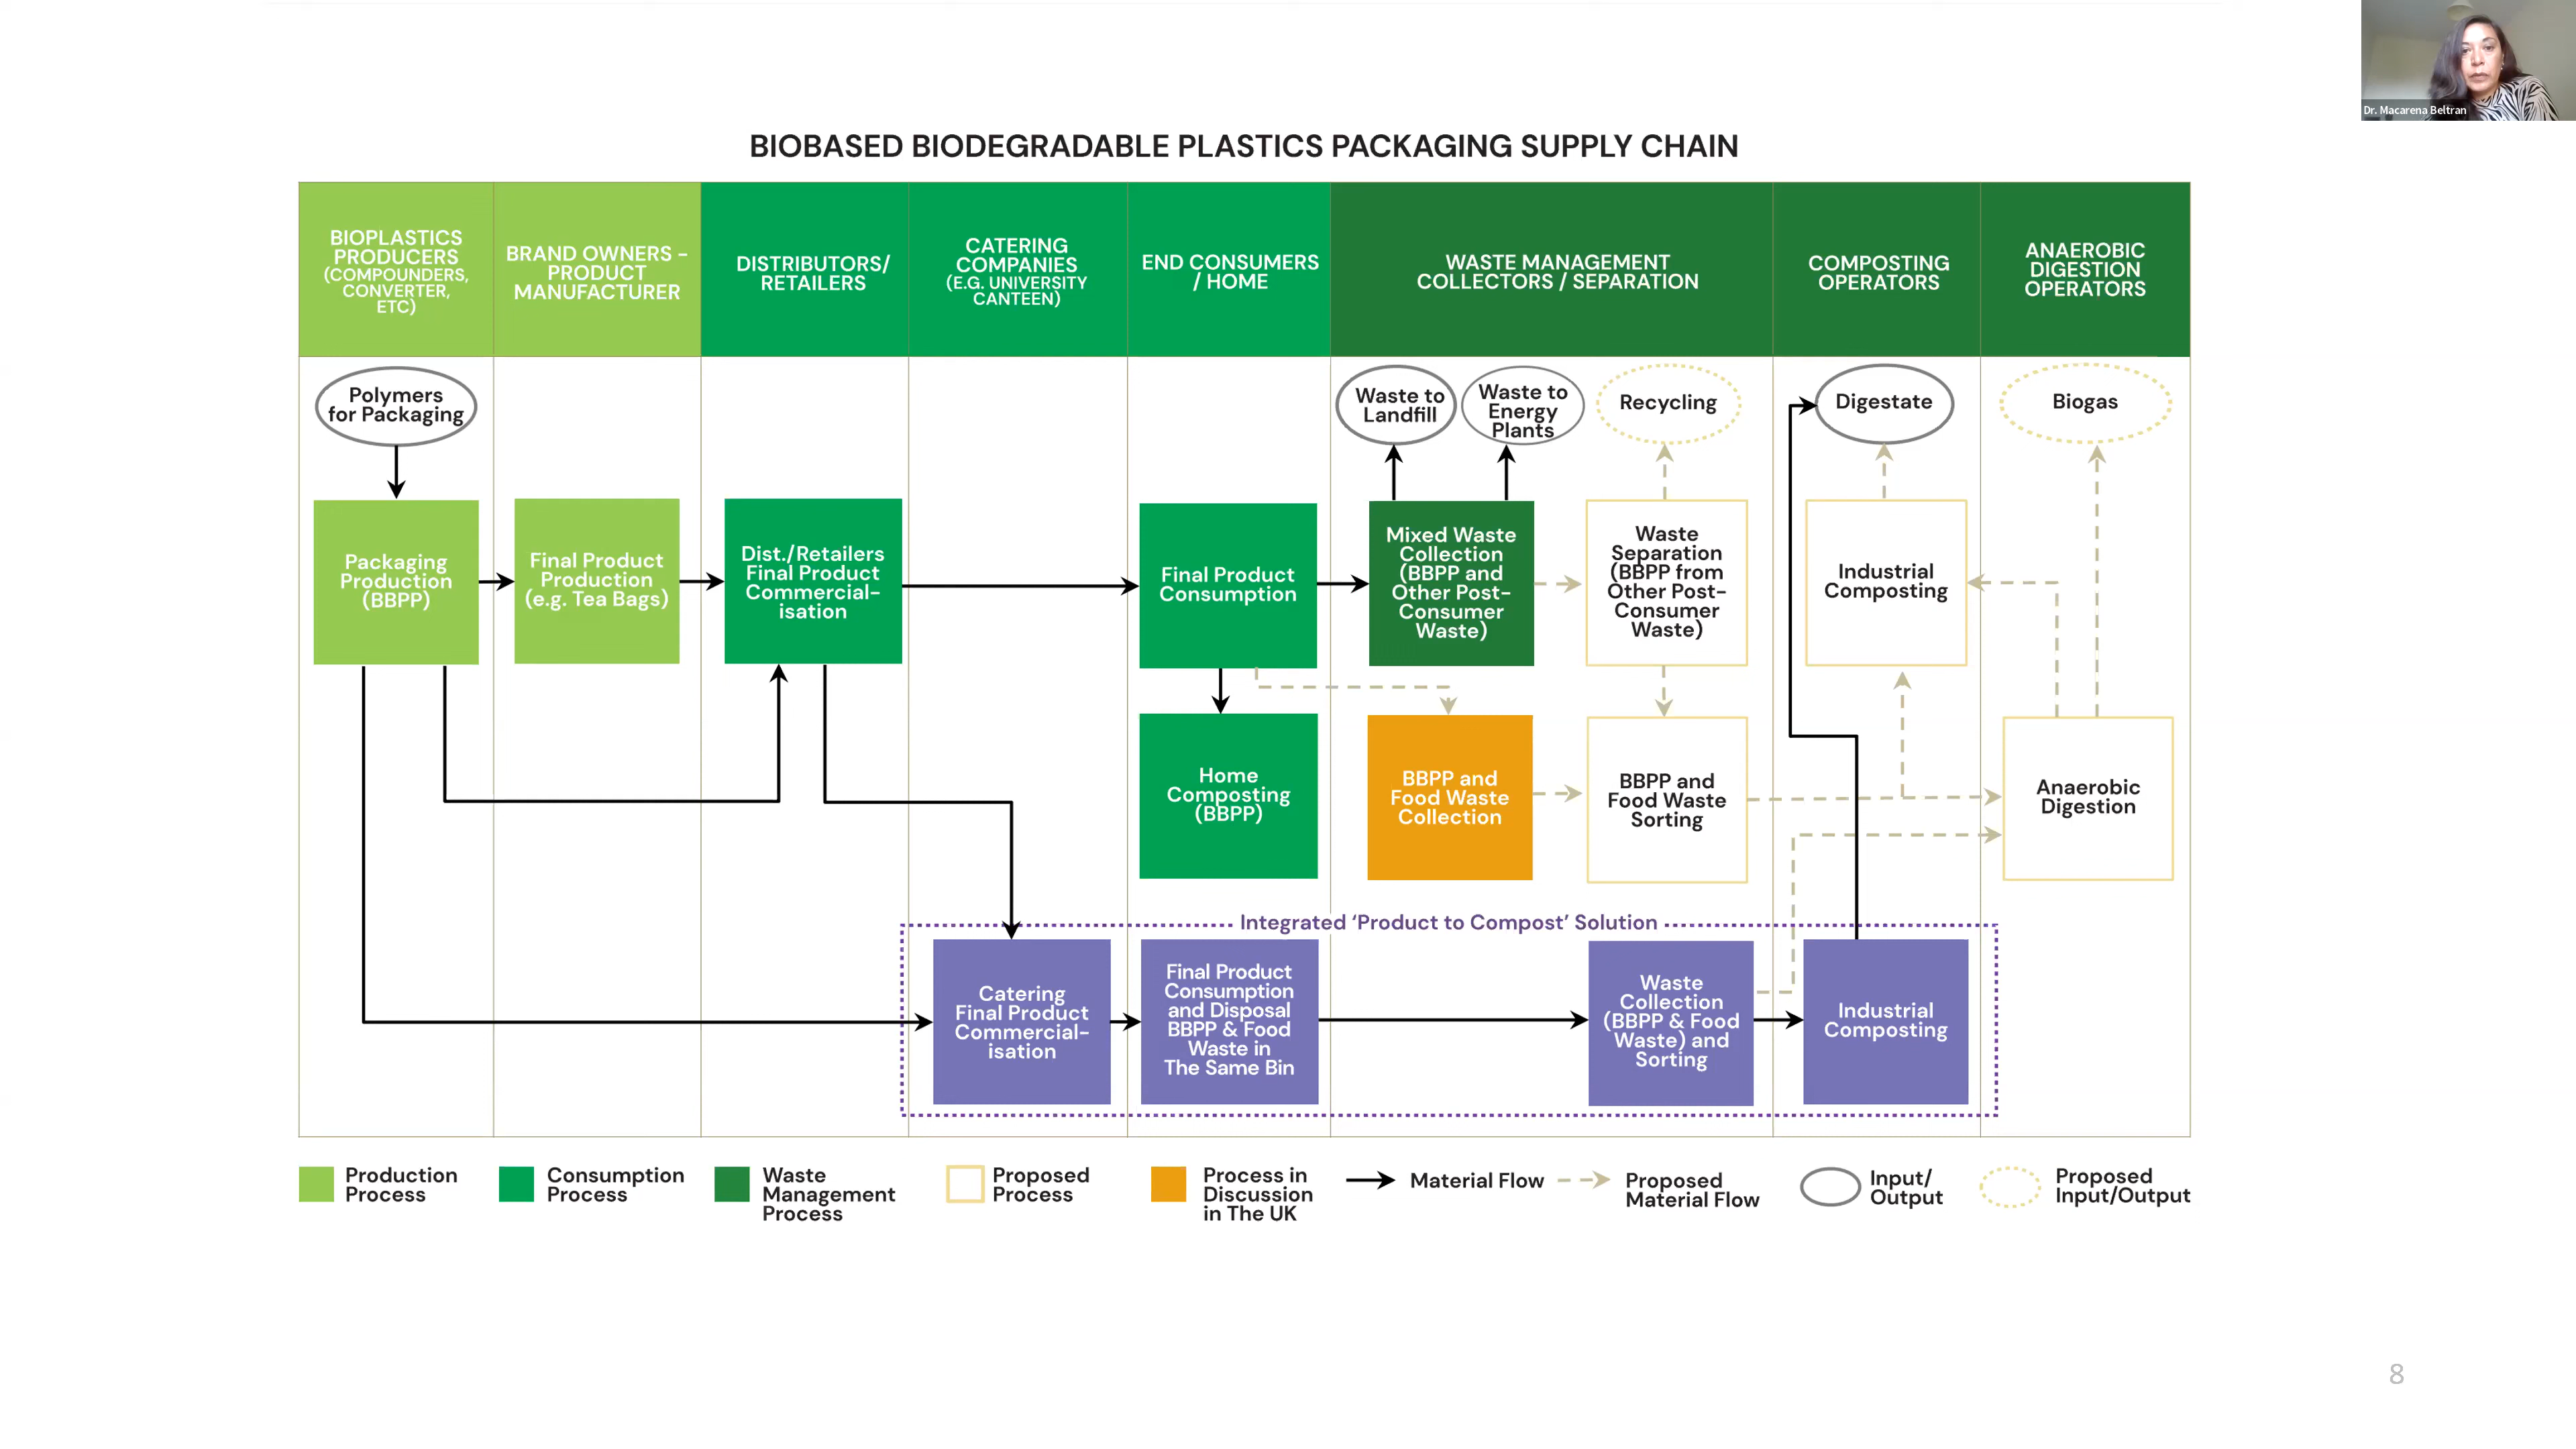 Dr. Macarena Beltran
BIOBASED BIODEGRADABLE PLASTICS PACKAGING SUPPLY CHAIN
BIOPLASTICS
PRODUCERS
(COMPOUNDERS,
CONVERTER,
ETC)
BRAND OWNERS –
PRODUCT
MANUFACTURER
DISTRIBUTORS/
RETAILERS
CATERING
COMPANIES
(E.G. UNIVERSITY
CANTEEN)
END CONSUMERS
/ HOME
WASTE MANAGEMENT
COLLECTORS / SEPARATION
COMPOSTING
OPERATORS
ANAEROBIC
DIGESTION
OPERATORS
Polymers
for Packaging
Waste to
Landfill
Waste to
Energy
Plants
Recycling
Digestate
Biogas
Packaging
Production
(BBPP)
Final Product
Production
(e.g. Tea Bags)
Dist./Retailers
Final Product
Commercial-
isation
Final Product
Consumption
Mixed Waste
Collection
(BBPP and
Other Post-
Consumer
Waste)
Waste
Separation
(BBPP from
Other Post-
Consumer
Waste)
Industrial
Composting
Home
Composting
(BBPP)
BBPP and
Food Waste
Collection
BBPP and
Food Waste
Sorting
Anaerobic
Digestion
Integrated ‘Product to Compost’ Solution
Catering
Final Product
Commercial-
isation
Final Product
Consumption
and Disposal
BBPP & Food
Waste in
The Same Bin
Waste
Collection
(BBPP & Food
Waste) and
Sorting
Industrial
Composting
Production
Process
Consumption
Process
Waste
Management
Process
Proposed
Process
Process in
Discussion
in The UK
Material Flow
Proposed
Material Flow
Input/
Output
Proposed
Input/Output
8